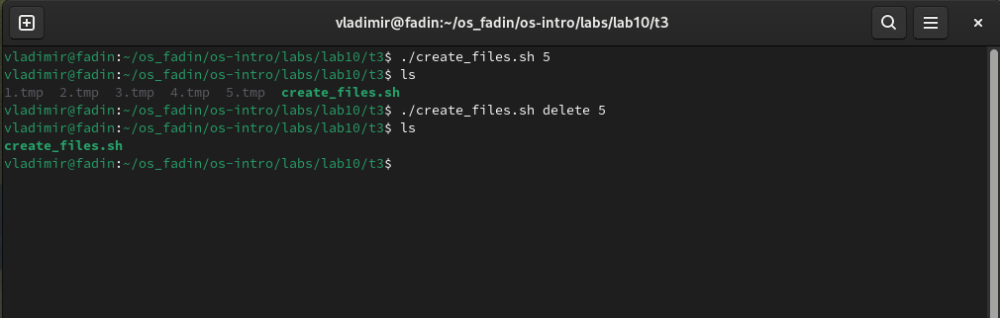 vladimir@fadin:~/os_fadin/os-intro/labs/lab10/t3
vladimir@fadin:~/os_fadin/os-intro/labs/lab10/t3$ ./create_files.sh 5
vladimir@fadin:~/os_fadin/os-intro/labs/lab10/t3$ ls
1.tmp  2.tmp  3.tmp  4.tmp  5.tmp  create_files.sh
vladimir@fadin:~/os_fadin/os-intro/labs/lab10/t3$ ./create_files.sh delete 5
vladimir@fadin:~/os_fadin/os-intro/labs/lab10/t3$ ls
create_files.sh
vladimir@fadin:~/os_fadin/os-intro/labs/lab10/t3$